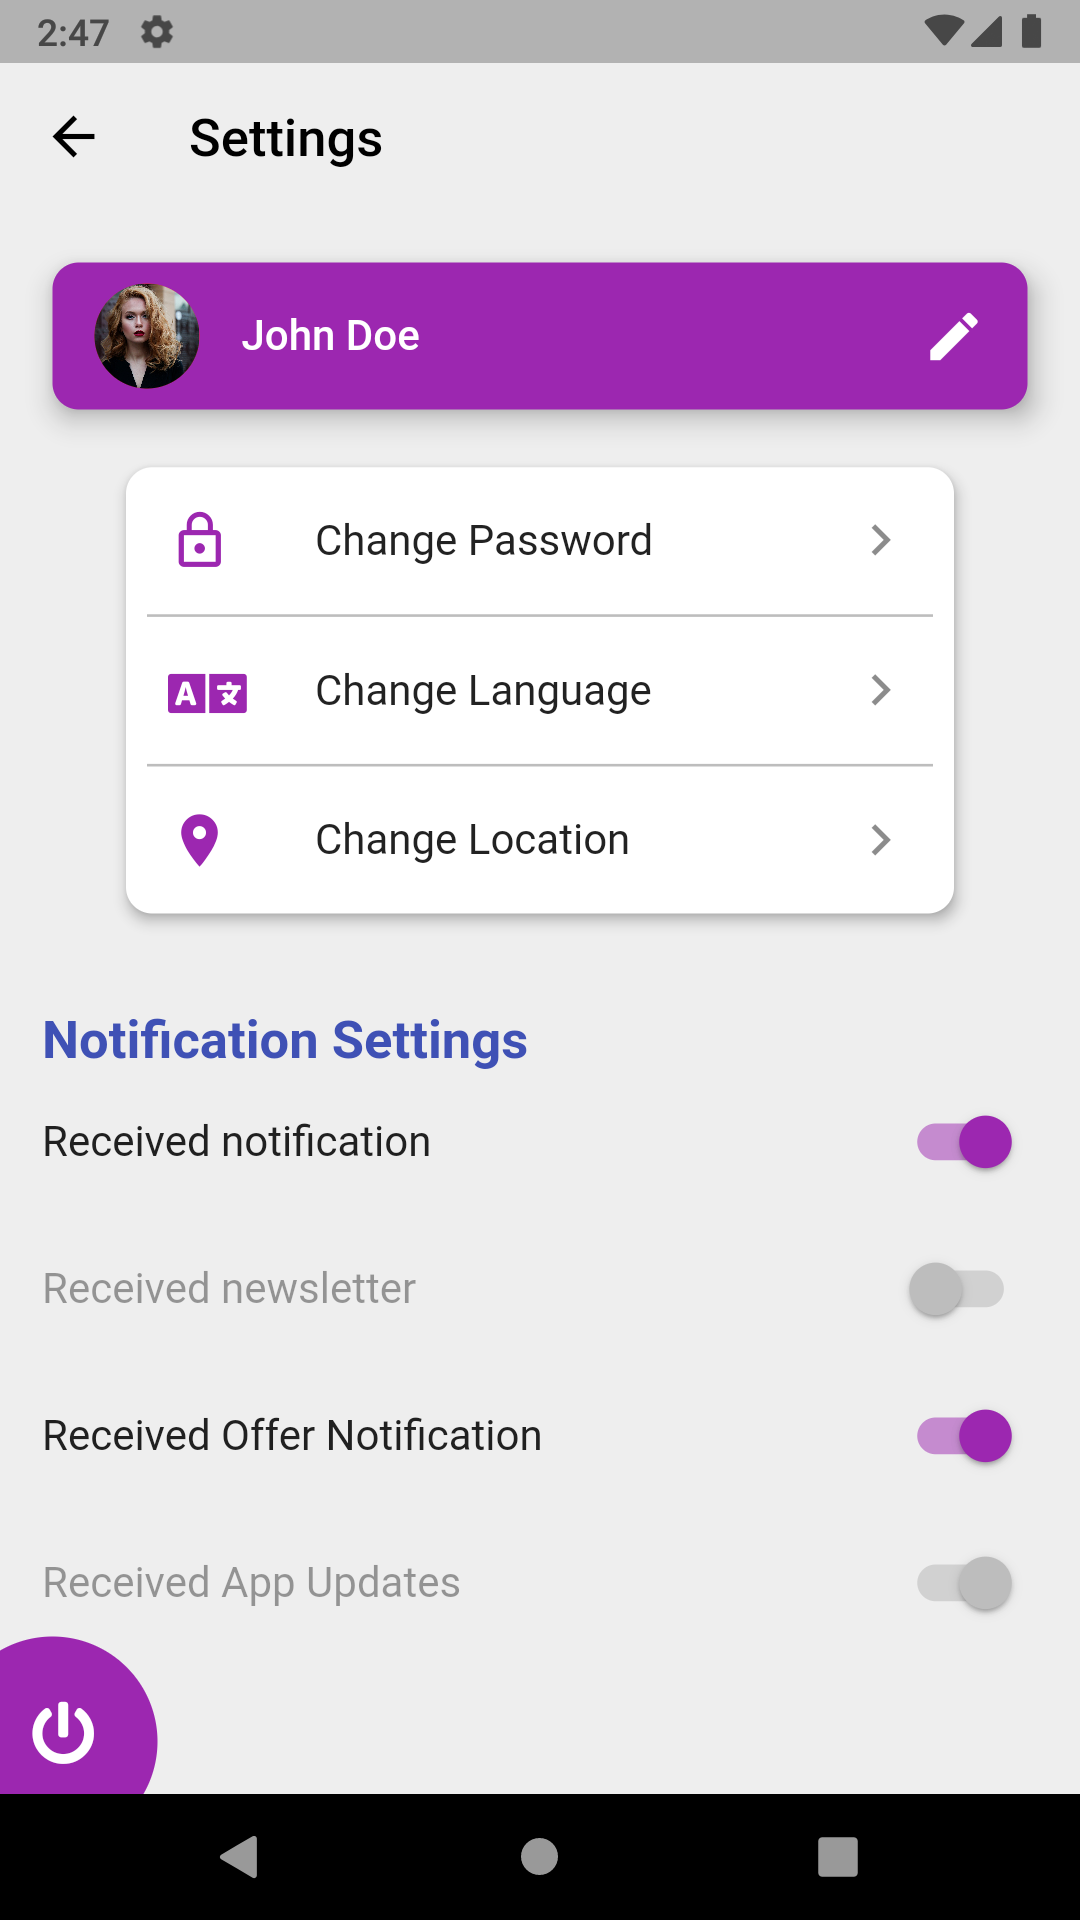 2:47
Settings
John Doe
Change Password
A文
Change Language
Change Location
Notification Settings
Received notification
Received newsletter
Received Offer Notification
Received App Updates